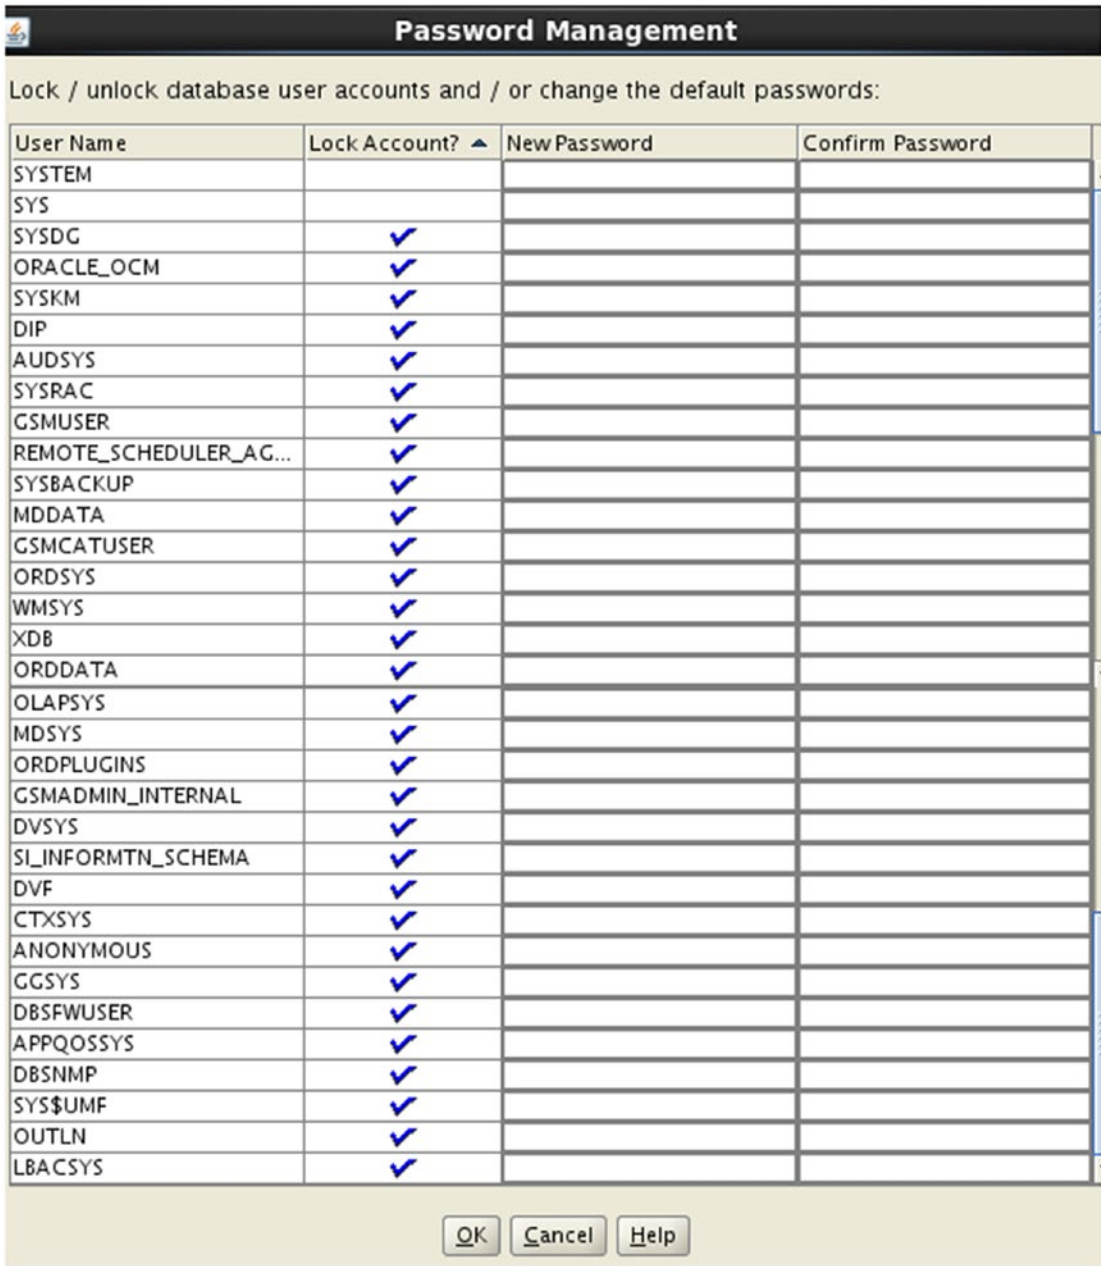 Password Management
Lock / unlock database user accounts and / or change the default passwords:
User Name Lock Account? New Password Confirm Password
SYSTEM
SYS
SYSDG
ORACLE_OCM
SYSKM
DIP
AUDSYS
SYSRAC
GSMUSER
REMOTE_SCHEDULER_AG...
SYSBACKUP
MDDATA
GSMCATUSER
ORDSYS
WMSYS
XDB
ORDDATA
OLAPSYS
MDSYS
ORDPLUGINS
GSMADMIN_INTERNAL
DVSYS
SI_INFORMTN_SCHEMA
DVF
CTXSYS
ANONYMOUS
GGSYS
DBSFWUSER
APPQOSSYS
DBSNMP
SYS$UMF
OUTLN
LBACSYS
OK Cancel Help